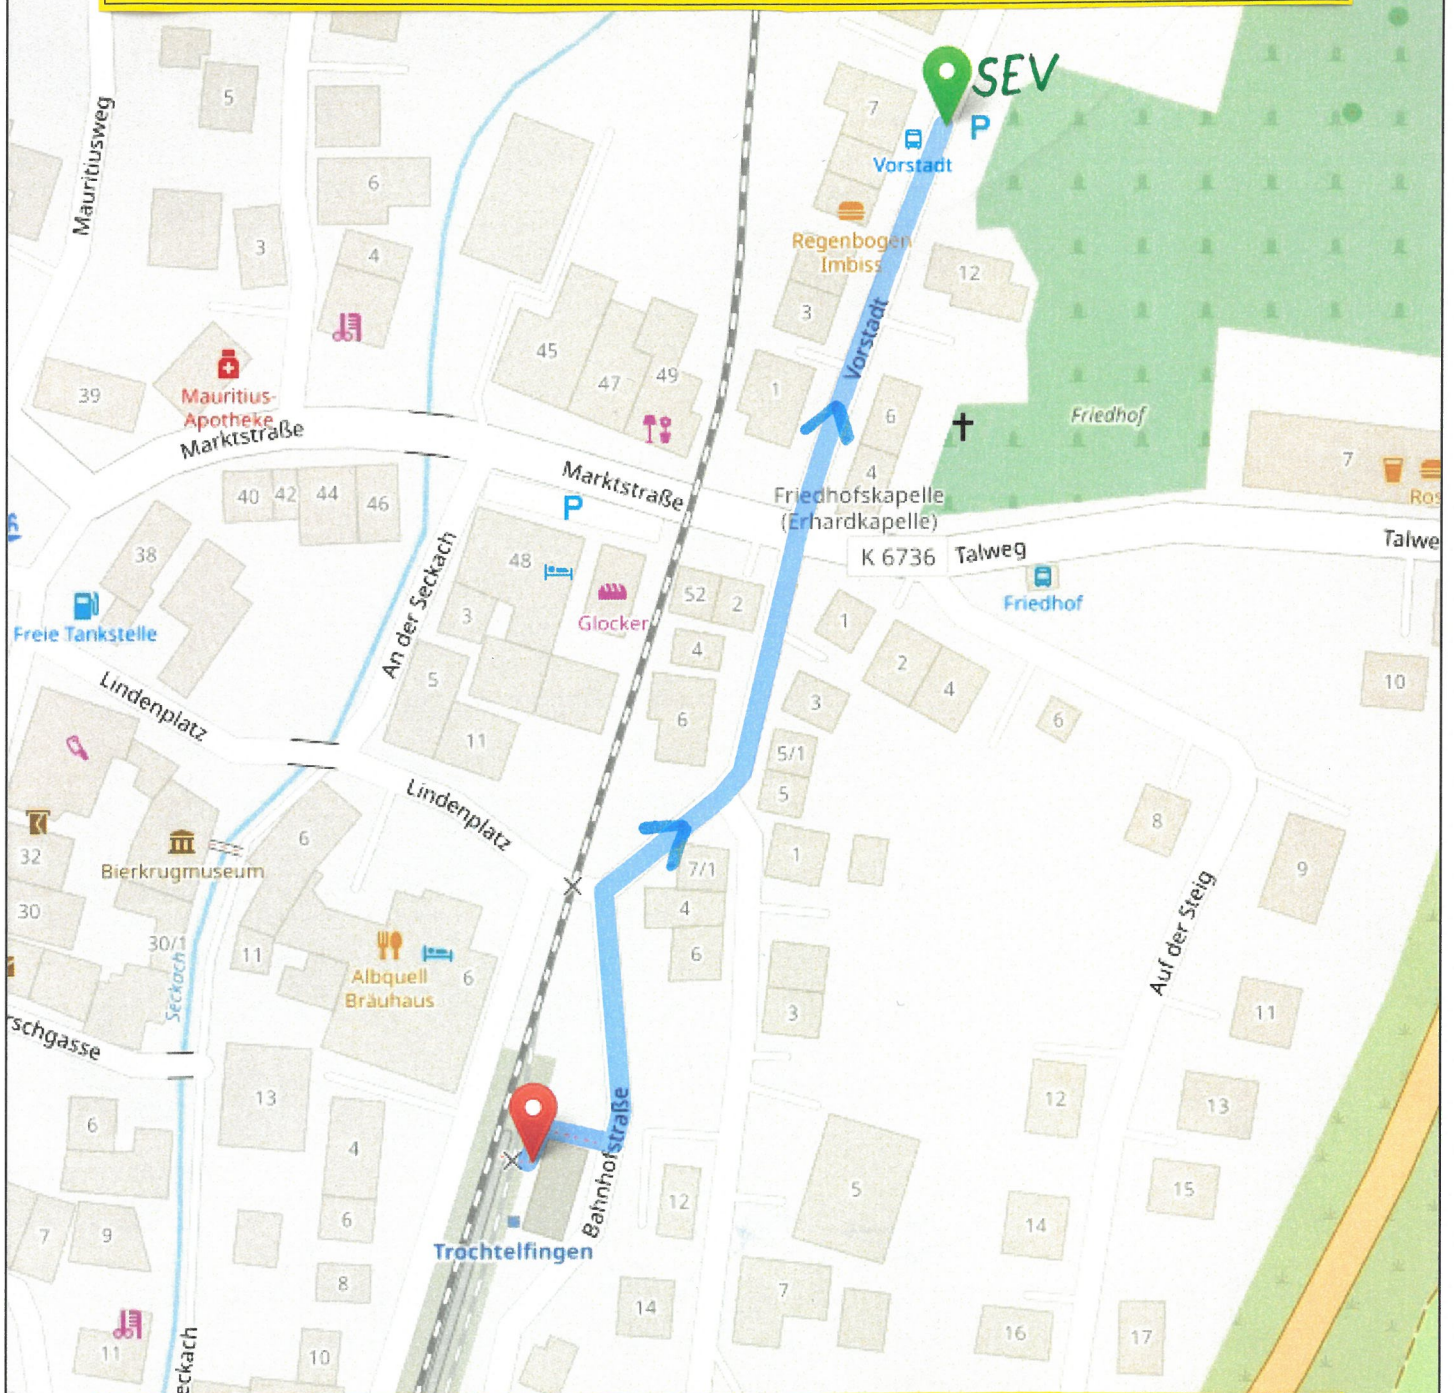 SEV
P
Vorstadt
7
5
Mauritiusweg
6
3
4
Regenbogen
Imbiss
12
3
Vorstadt
45
47
49
1
6
39
Mauritius-
Apotheke
Marktstraße
Friedhof
7
4
40
42
44
46
Marktstraße
P
Friedhofskapelle
(Erhardkapelle)
K 6736
Talweg
38
An der Seckach
48
52
2
3
4
Glocker
Friedhof
1
Freie Tankstelle
5
2
4
10
Lindenplatz
6
3
6
11
5/1
5
Lindenplatz
8
6
32
Bierkrugmuseum
7/1
1
9
30
4
30/1
11
6
6
Albquell
Bräuhaus
Auf der Steig
Seckach
3
11
13
12
13
6
4
Bahnhofstraße
5
15
12
7
9
6
14
Trochtelfingen
8
7
14
16
17
11
10